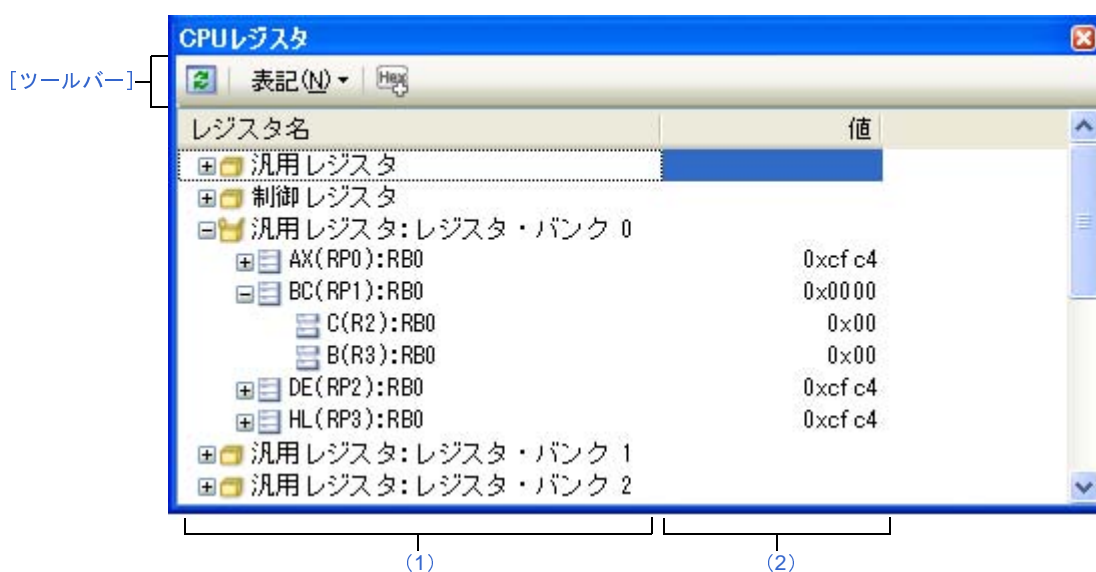 CPUレジスタ
[ツールバー]
表記(N)
Hex
レジスタ名 値
汎用レジスタ
制御レジスタ
汎用レジスタ:レジスタ・バンク 0
AX(RP0):RB0 0xcfc4
BC(RP1):RB0 0x0000
C(R2):RB0 0x00
B(R3):RB0 0x00
DE(RP2):RB0 0xcfc4
HL(RP3):RB0 0xcfc4
汎用レジスタ:レジスタ・バンク 1
汎用レジスタ:レジスタ・バンク 2
(1) (2)